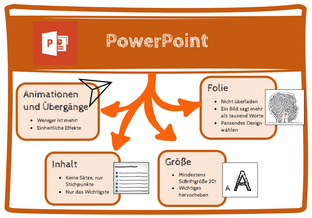 PowerPoint
Animationen
und Übergänge
Weniger ist mehr!
Einheitliche Effekte
Folie
Nicht überladen
Ein Bild sagt mehr
als tausend Worte
Passendes Design
wählen
Inhalt
Keine Sätze, nur
Stichpunkte
Nur das Wichtigste
Größe
Mindestens
Schriftgröße 20!
Wichtiges
hervorheben
A A